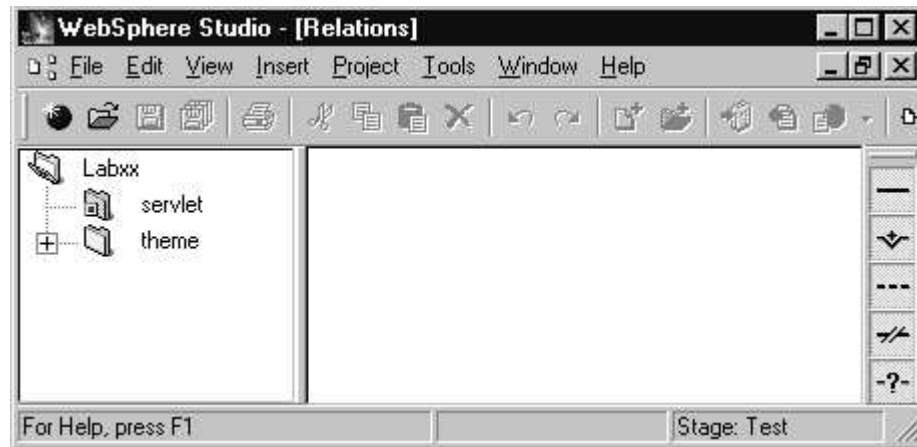 WebSphere Studio - [Relations]
File Edit View Insert Project Tools Window Help
Labxx
servlet
theme
-?-
For Help, press F1
Stage: Test